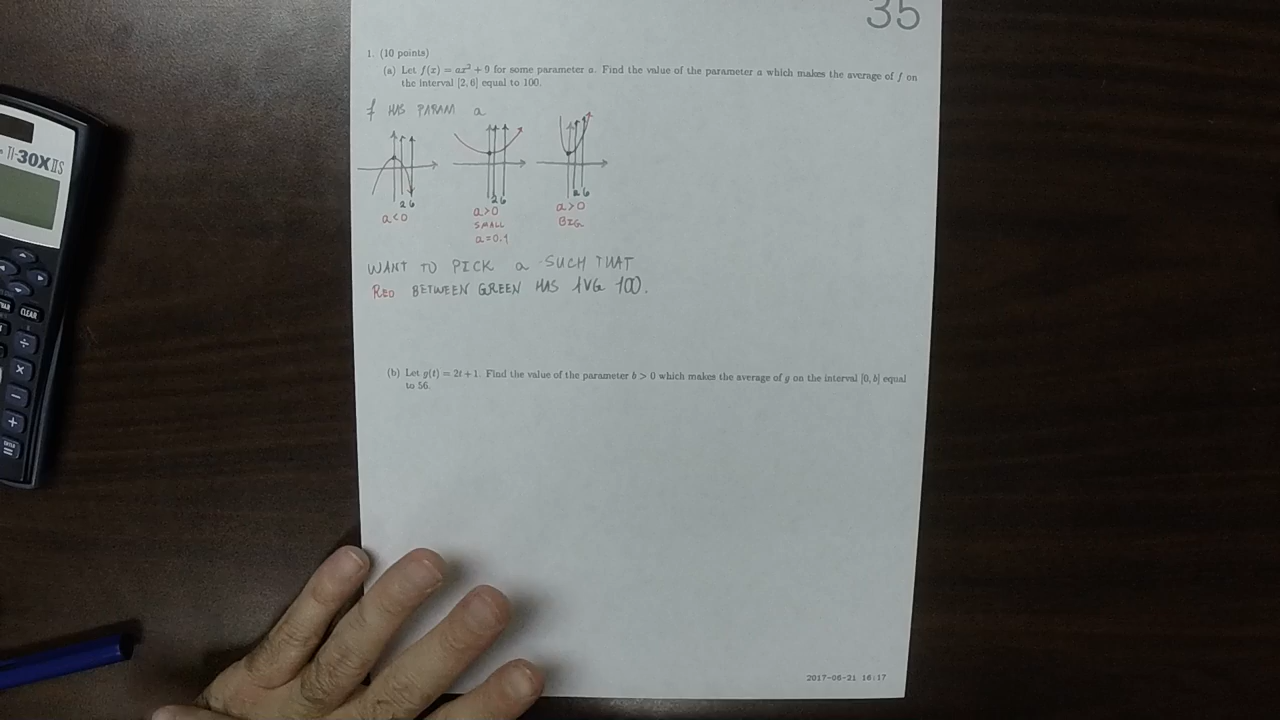 35
1. (10 points)
(a) Let f(x) = ax² + 9 for some parameter a. Find the value of the parameter a which makes the average of f on
the interval [2, 6] equal to 100.
f HAS PARAM a
2 6
2 6
2 6
a<0
a>0
SMALL
a=0.1
a>0
BIG
WANT TO PICK a SUCH THAT
RED BETWEEN GREEN HAS AVG 100.
(b) Let g(t) = 2t + 1. Find the value of the parameter b > 0 which makes the average of g on the interval [0, b] equal
to 56.
2017-06-21 16:17
TI-30X IIS
CLEAR
÷
×
−
+
=